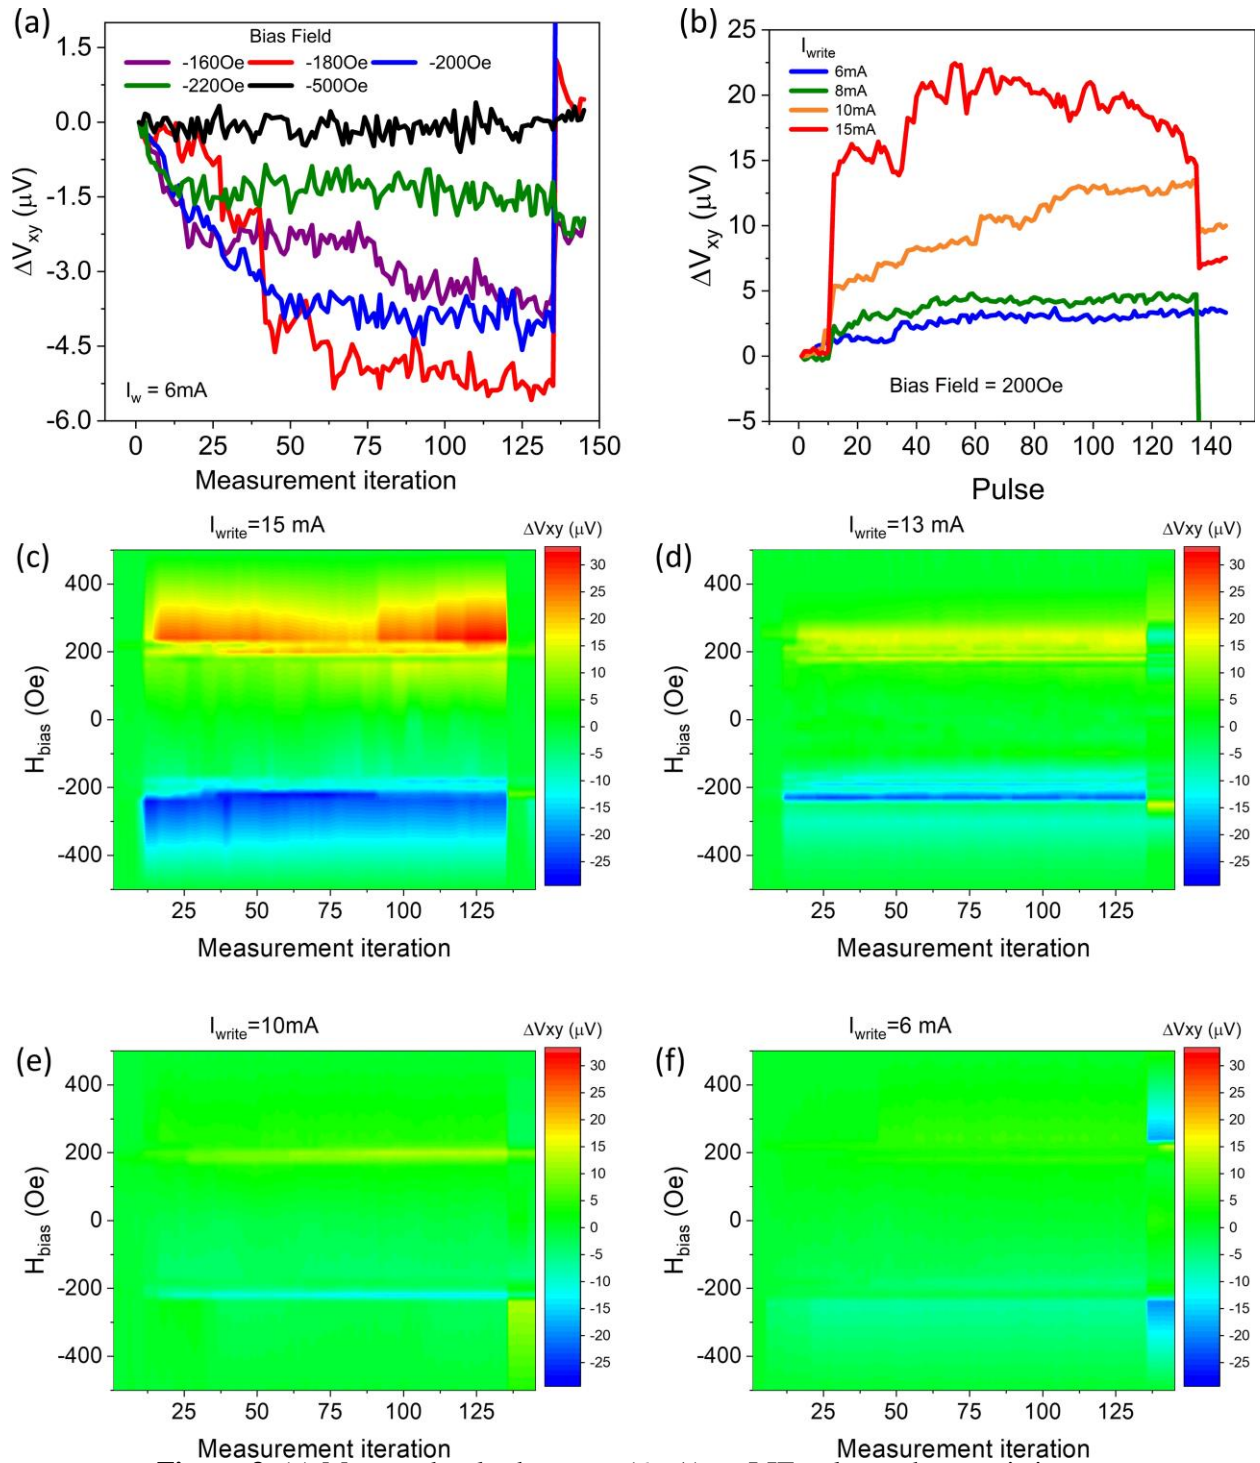 (a)
Bias Field
-160Oe -180Oe -200Oe
-220Oe -500Oe
1.5
0.0
-1.5
-3.0
-4.5
-6.0
ΔVxy (μV)
Iw = 6mA
0 25 50 75 100 125 150
Measurement iteration
(b)
Iwrite
6mA
8mA
10mA
15mA
25
20
15
10
5
0
-5
ΔVxy (μV)
Bias Field = 200Oe
0 20 40 60 80 100 120 140
Pulse
(c)
Iwrite=15 mA
ΔVxy (μV)
400
200
0
-200
-400
Hbias (Oe)
30
25
20
15
10
5
0
-5
-10
-15
-20
-25
25 50 75 100 125
Measurement iteration
(d)
Iwrite=13 mA
ΔVxy (μV)
400
200
0
-200
-400
Hbias (Oe)
30
25
20
15
10
5
0
-5
-10
-15
-20
-25
25 50 75 100 125
Measurement iteration
(e)
Iwrite=10mA
ΔVxy (μV)
400
200
0
-200
-400
Hbias (Oe)
30
25
20
15
10
5
0
-5
-10
-15
-20
-25
25 50 75 100 125
Measurement iteration
(f)
Iwrite=6 mA
ΔVxy (μV)
400
200
0
-200
-400
Hbias (Oe)
30
25
20
15
10
5
0
-5
-10
-15
-20
-25
25 50 75 100 125
Measurement iteration